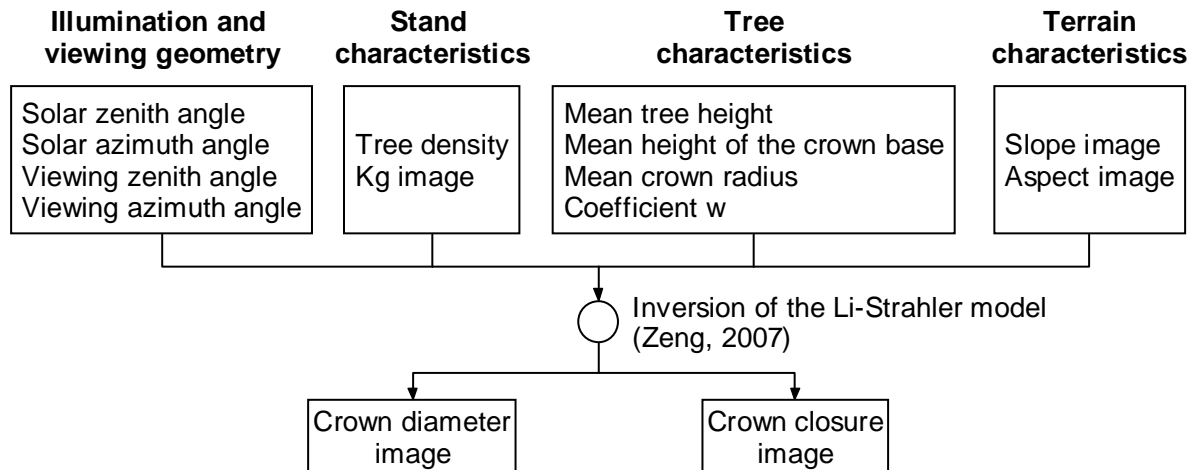 Illumination and
viewing geometry
Stand
characteristics
Tree
characteristics
Terrain
characteristics
Solar zenith angle
Solar azimuth angle
Viewing zenith angle
Viewing azimuth angle
Tree density
Kg image
Mean tree height
Mean height of the crown base
Mean crown radius
Coefficient w
Slope image
Aspect image
Inversion of the Li-Strahler model
(Zeng, 2007)
Crown diameter
image
Crown closure
image